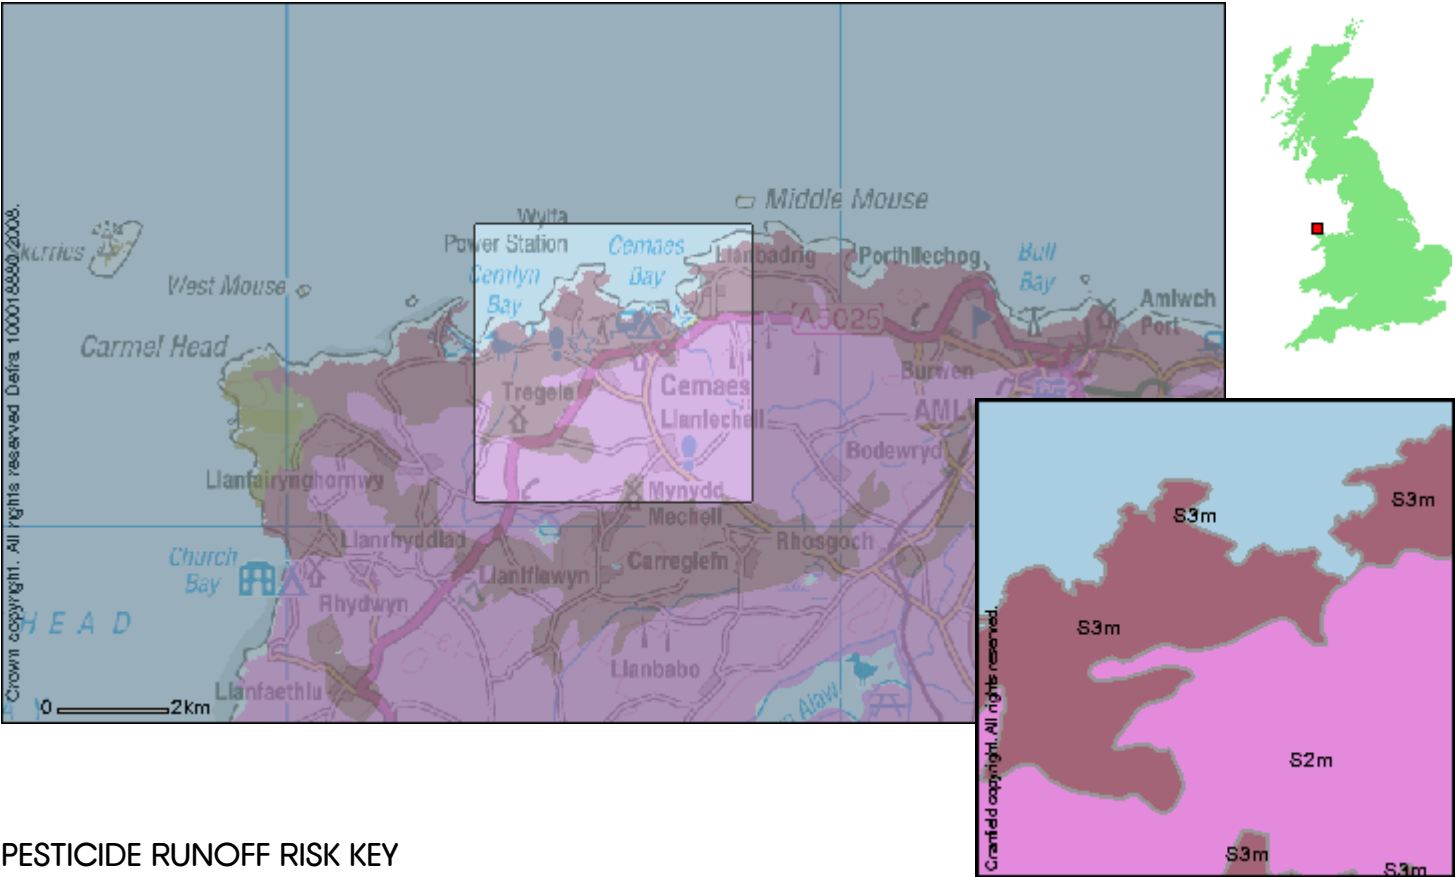 Crown copyright. All rights reserved Defra 100018880/2008.
Middle Mouse
Wylfa
Power Station
Cemaes
Bay
Llanbadrig
Porthllechog
Bull
Bay
West Mouse
Cemlyn
Bay
Amlwch
Port
A5025
Carmel Head
Burwen
Tregele
Cemaes
Llanfechell
Bodewryd
Llanfairynghornwy
Mynydd
Mechell
Llanrhyddlad
Rhosgoch
Church
Bay
Carreglefn
Llanfflewyn
Rhydwyn
HEAD
Llanbabo
Llanfaethlu
Alaw
0 2km
S3m
S3m
S3m
S2m
S3m
S3m
Cranfield copyright. All rights reserved.
PESTICIDE RUNOFF RISK KEY